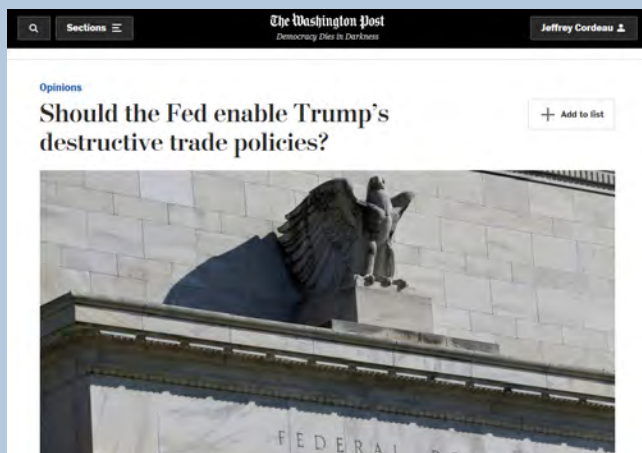 Sections
The Washington Post
Democracy Dies in Darkness
Jeffrey Cordeau
Opinions
Should the Fed enable Trump's
destructive trade policies?
Add to list
FEDERAL